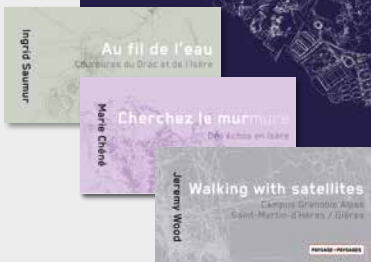 Ingrid Saumur
Au fil de l'eau
Coutures du Drac et de l'Isère
Marie Chéné
Cherchez le murmure
Des échos en Isère
Jeremy Wood
Walking with satellites
Campus Grenoble Alpes
Saint-Martin-d'Hères / Gières
PAYSAGE>PAYSAGES